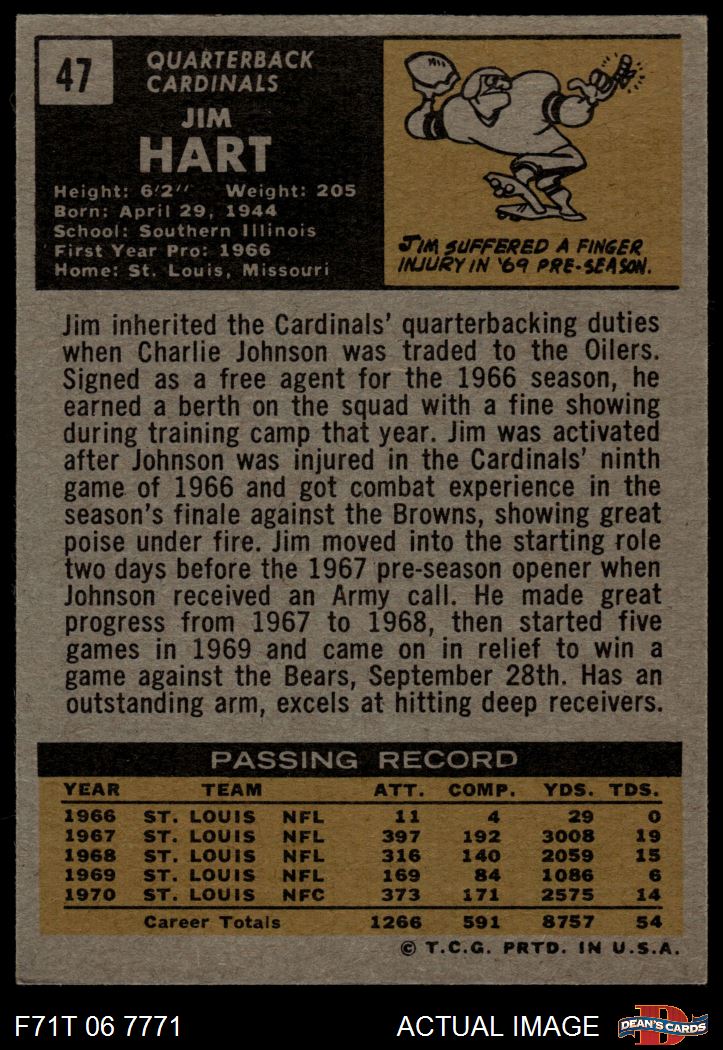 47
QUARTERBACK
CARDINALS
JIM
HART
Height: 6'2" Weight: 205
Born: April 29, 1944
School: Southern Illinois
First Year Pro: 1966
Home: St. Louis, Missouri
JIM SUFFERED A FINGER
INJURY IN '69 PRE-SEASON.
Jim inherited the Cardinals' quarterbacking duties
when Charlie Johnson was traded to the Oilers.
Signed as a free agent for the 1966 season, he
earned a berth on the squad with a fine showing
during training camp that year. Jim was activated
after Johnson was injured in the Cardinals' ninth
game of 1966 and got combat experience in the
season's finale against the Browns, showing great
poise under fire. Jim moved into the starting role
two days before the 1967 pre-season opener when
Johnson received an Army call. He made great
progress from 1967 to 1968, then started five
games in 1969 and came on in relief to win a
game against the Bears, September 28th. Has an
outstanding arm, excels at hitting deep receivers.
PASSING RECORD
YEAR TEAM ATT. COMP. YDS. TDS.
1966 ST. LOUIS NFL 11 4 29 0
1967 ST. LOUIS NFL 397 192 3008 19
1968 ST. LOUIS NFL 316 140 2059 15
1969 ST. LOUIS NFL 169 84 1086 6
1970 ST. LOUIS NFC 373 171 2575 14
Career Totals 1266 591 8757 54
© T.C.G. PRTD. IN U.S.A.
F71T 06 7771 ACTUAL IMAGE
D
DEAN'S CARDS